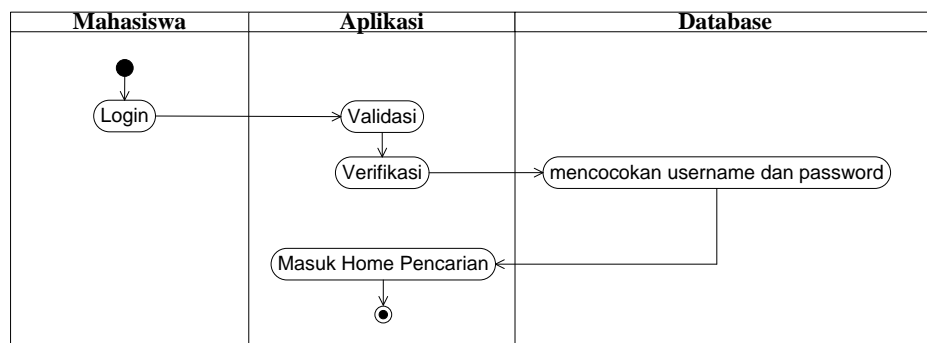 Mahasiswa
Aplikasi
Database
Login
Validasi
Verifikasi
mencocokan username dan password
Masuk Home Pencarian